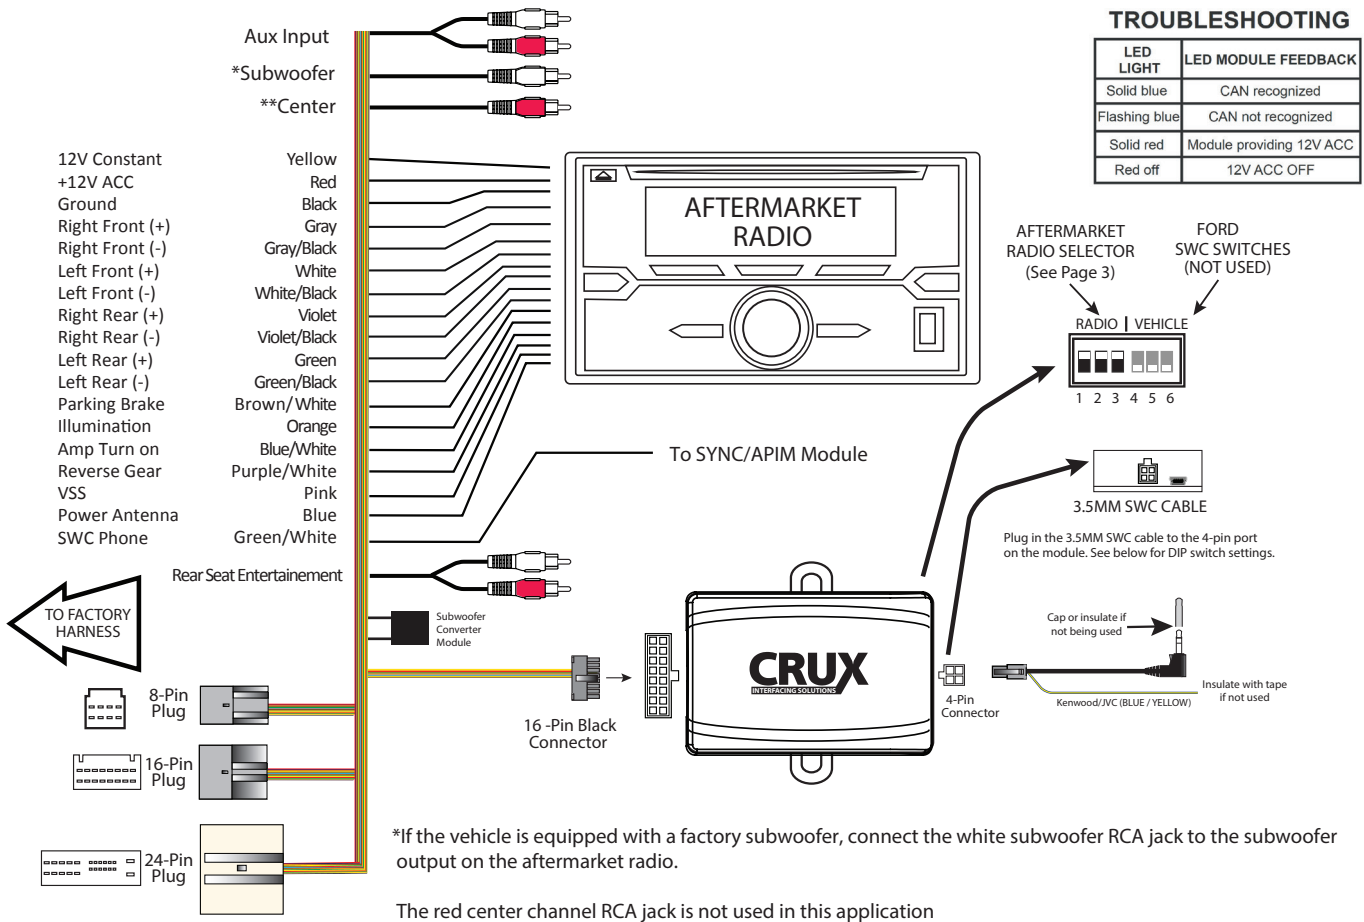 TROUBLESHOOTING
LED LIGHT LED MODULE FEEDBACK
Solid blue CAN recognized
Flashing blue CAN not recognized
Solid red Module providing 12V ACC
Red off 12V ACC OFF
Aux Input
*Subwoofer
**Center
12V Constant Yellow
+12V ACC Red
Ground Black
Right Front (+) Gray
Right Front (-) Gray/Black
Left Front (+) White
Left Front (-) White/Black
Right Rear (+) Violet
Right Rear (-) Violet/Black
Left Rear (+) Green
Left Rear (-) Green/Black
Parking Brake Brown/White
Illumination Orange
Amp Turn on Blue/White
Reverse Gear Purple/White
VSS Pink
Power Antenna Blue
SWC Phone Green/White
Rear Seat Entertainement
AFTERMARKET
RADIO
To SYNC/APIM Module
AFTERMARKET
RADIO SELECTOR
(See Page 3)
FORD
SWC SWITCHES
(NOT USED)
RADIO | VEHICLE
1 2 3 4 5 6
3.5MM SWC CABLE
Plug in the 3.5MM SWC cable to the 4-pin port
on the module. See below for DIP switch settings.
TO FACTORY
HARNESS
Subwoofer
Converter
Module
8-Pin
Plug
16-Pin
Plug
24-Pin
Plug
16 -Pin Black
Connector
CRUX
INTERFACING SOLUTIONS
4-Pin
Connector
Cap or insulate if
not being used
Insulate with tape
if not used
Kenwood/JVC (BLUE / YELLOW)
*If the vehicle is equipped with a factory subwoofer, connect the white subwoofer RCA jack to the subwoofer
output on the aftermarket radio.
The red center channel RCA jack is not used in this application